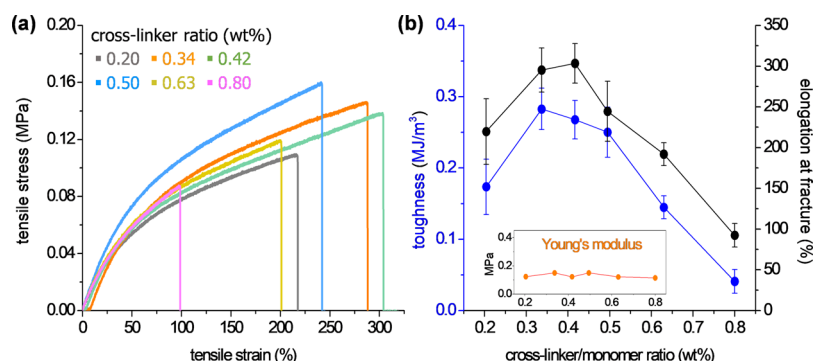 (a)
cross-linker ratio (wt%)
0.20 0.34 0.42
0.50 0.63 0.80
tensile stress (MPa)
0.20
0.16
0.12
0.08
0.04
0.00
0 50 100 150 200 250 300
tensile strain (%)
(b)
toughness (MJ/m³)
0.4
0.3
0.2
0.1
0.0
Young's modulus
MPa
0.4
0.2
0.0
0.2 0.4 0.6 0.8
0.1 0.2 0.3 0.4 0.5 0.6 0.7 0.8
cross-linker/monomer ratio (wt%)
350
300
250
200
150
100
50
0
elongation at fracture (%)